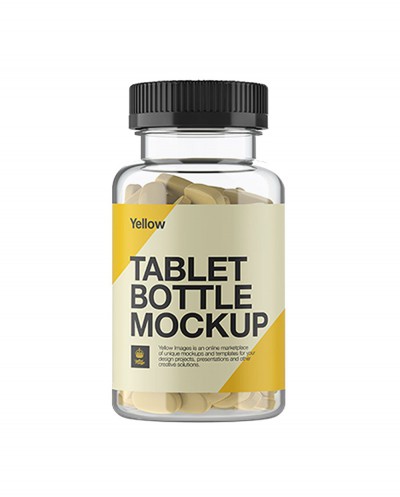 Yellow
TABLET
BOTTLE
MOCKUP
Yellow Images is an online marketplace
of unique mockups and templates for your
design projects, presentations and other
creative solutions.